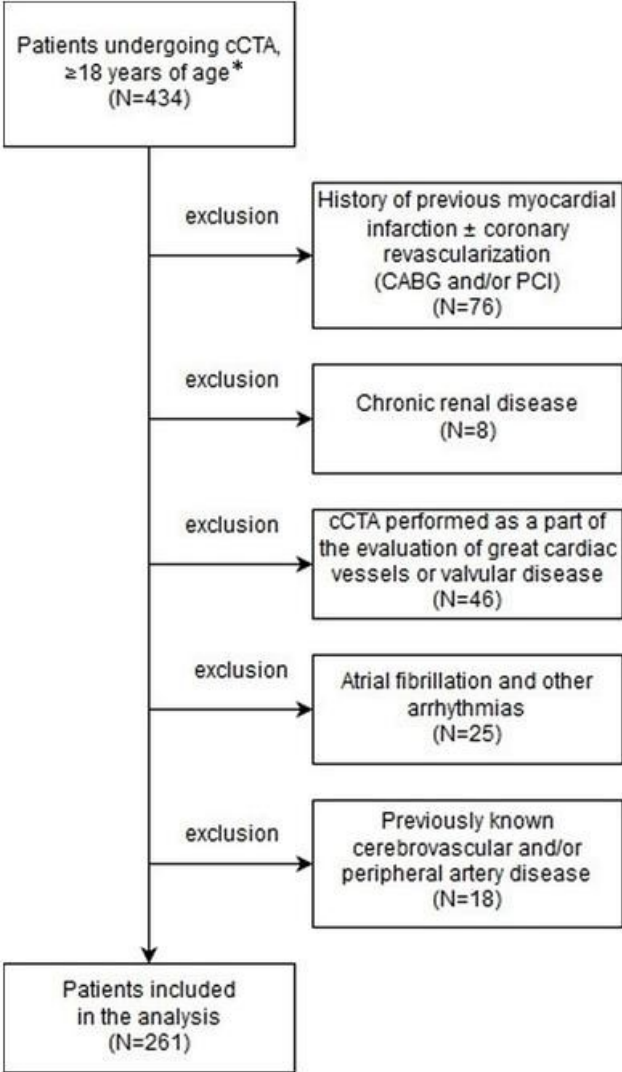 Patients undergoing cCTA,
≥18 years of age*
(N=434)
exclusion
History of previous myocardial
infarction ± coronary
revascularization
(CABG and/or PCI)
(N=76)
exclusion
Chronic renal disease
(N=8)
exclusion
cCTA performed as a part of
the evaluation of great cardiac
vessels or valvular disease
(N=46)
exclusion
Atrial fibrillation and other
arrhythmias
(N=25)
exclusion
Previously known
cerebrovascular and/or
peripheral artery disease
(N=18)
Patients included
in the analysis
(N=261)